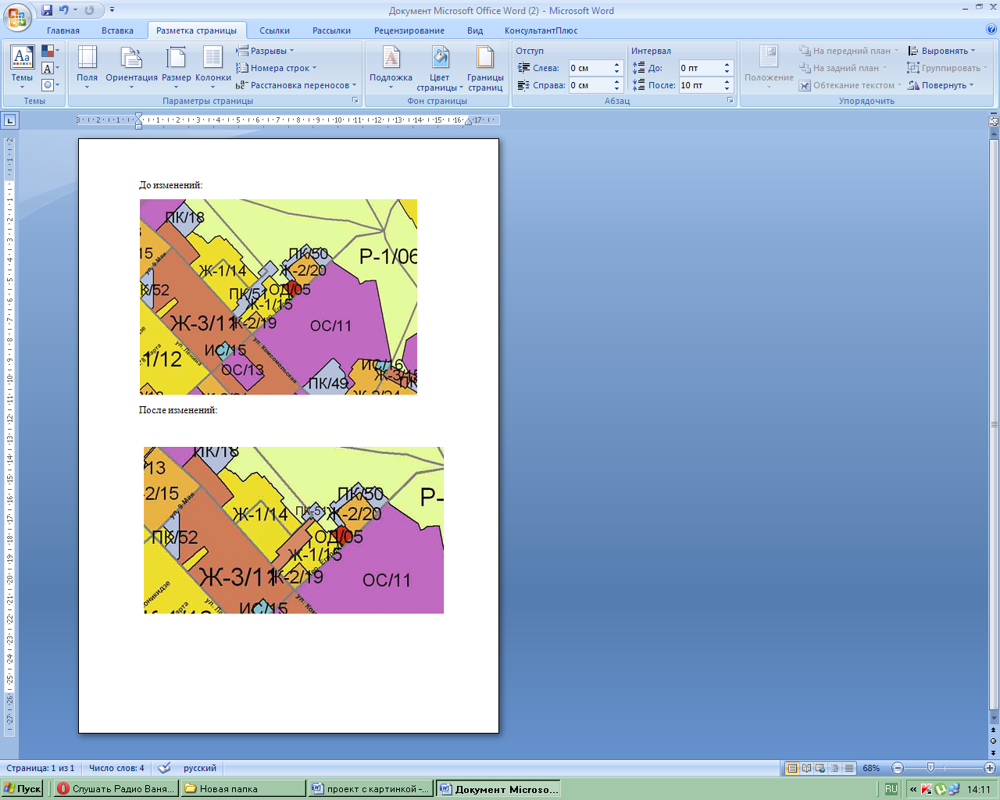 Документ Microsoft Office Word (2) - Microsoft Word
Главная Вставка Разметка страницы Ссылки Рассылки Рецензирование Вид КонсультантПлюс
Темы
Поля Ориентация Размер Колонки
Разрывы
Номера строк
Расстановка переносов
Подложка Цвет страницы Границы страниц
Отступ
Слева: 0 см
Справа: 0 см
Интервал
До: 0 пт
После: 10 пт
Положение
На передний план
На задний план
Обтекание текстом
Выровнять
Группировать
Повернуть
Темы Параметры страницы Фон страницы Абзац Упорядочить
До изменений:
ПК/18
15
ул. 9 Мая
ПК/50
Р-1/06
Ж-1/14
Ж-2/20
К/52
ПК/51
ОД/05
Ж-1/15
Ж-3/11
Ж-2/19
ОС/11
ул. Ленина
ул. Комсомольская
8 Марта
1/12
ИС/15
ОС/13
ИС/16
ПК/49
После изменений:
ПК/18
13
-2/15
ул. 9 Мая
ПК/50
Р-
Ж-1/14
ПК-51
Ж-2/20
ПК/52
ОД/05
Ж-1/15
Ж-3/11
Ж-2/19
ОС/11
оникидзе
Марта
ИС/15
Страница: 1 из 1 Число слов: 4 русский 68%
Пуск Слушать Радио Ваня... Новая папка проект с картинкой -... Документ Microso... RU 14:11